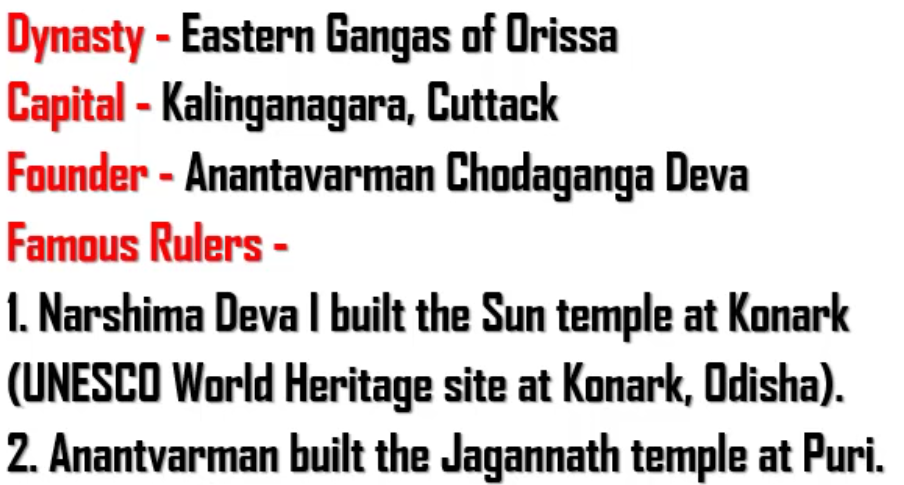 Dynasty - Eastern Gangas of Orissa
Capital - Kalinganagara, Cuttack
Founder - Anantavarman Chodaganga Deva
Famous Rulers -
1. Narshima Deva I built the Sun temple at Konark
(UNESCO World Heritage site at Konark, Odisha).
2. Anantvarman built the Jagannath temple at Puri.